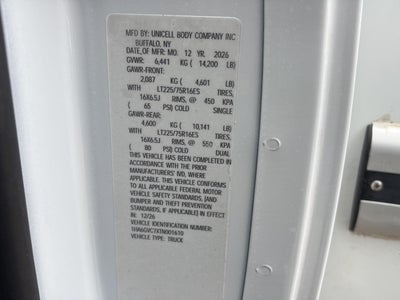 MFD BY: UNICELL BODY COMPANY INC
BUFFALO, NY
DATE OF MFR: MO. 12 YR. 2026
GVWR: 6,441 KG ( 14,200 LB)
GAWR-FRONT:
2,087 KG ( 4,601 LB)
WITH LT225/75R16ES TIRES,
16X6.5J RIMS, @ 450 KPA
( 65 PSI) COLD SINGLE
GAWR-REAR:
4,600 KG ( 10,141 LB)
WITH LT225/75R16ES TIRES,
16X6.5J RIMS, @ 550 KPA
( 80 PSI) COLD DUAL
THIS VEHICLE HAS BEEN COMPLETED IN
ACCORDANCE WITH THE PRIOR
MANUFACTURERS' IVD, WHERE
APPLICABLE. THIS VEHICLE CONFORMS
TO ALL APPLICABLE FEDERAL MOTOR
VEHICLE SAFETY STANDARDS, [AND
BUMPER AND THEFT PREVENTION
STANDARDS, IF APPLICABLE] IN EFFECT
IN: 12/26
VEHICLE IDENTIFICATION NUMBER:
1HA6GVC7XTN001610
VEHICLE TYPE: TRUCK